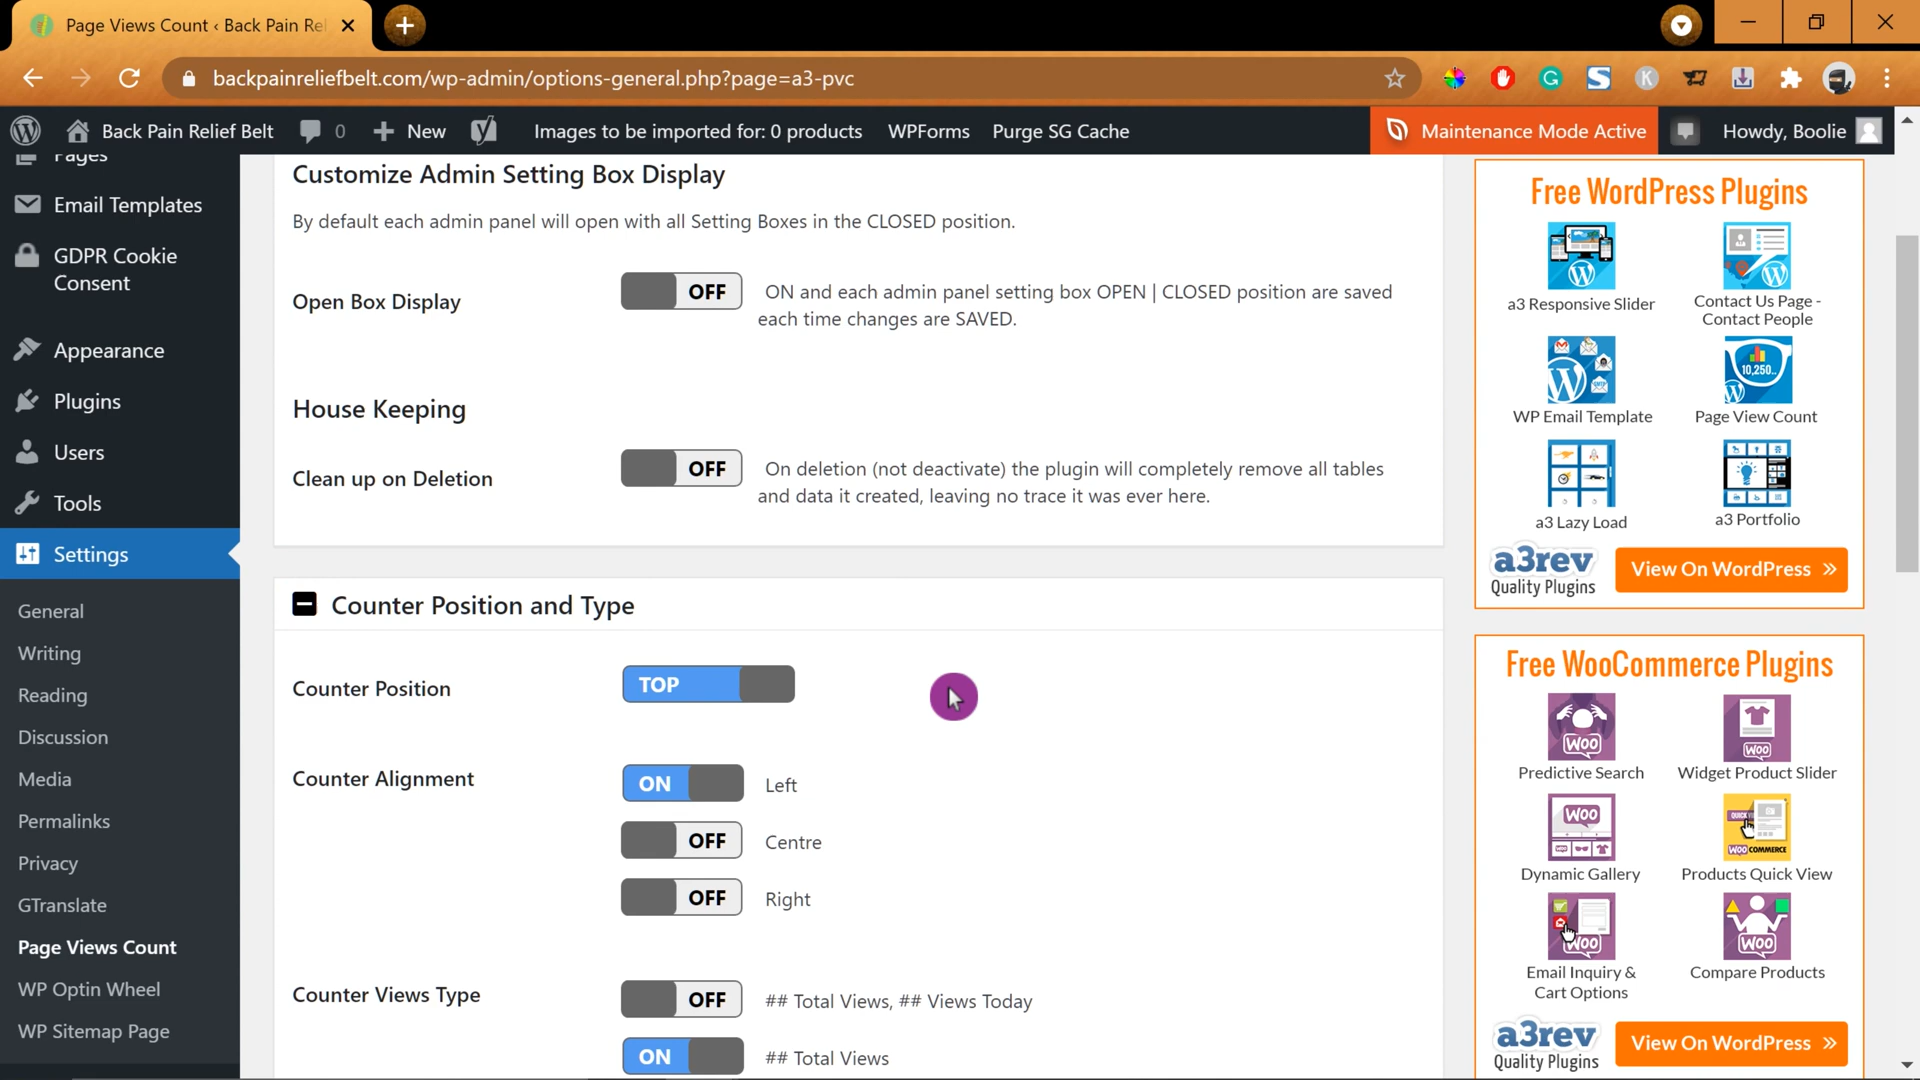 Page Views Count ‹ Back Pain Rel
backpainreliefbelt.com/wp-admin/options-general.php?page=a3-pvc
Back Pain Relief Belt
0
New
Images to be imported for: 0 products
WPForms
Purge SG Cache
Maintenance Mode Active
Howdy, Boolie
Pages
Email Templates
GDPR Cookie
Consent
Appearance
Plugins
Users
Tools
Settings
General
Writing
Reading
Discussion
Media
Permalinks
Privacy
GTranslate
Page Views Count
WP Optin Wheel
WP Sitemap Page
Customize Admin Setting Box Display
By default each admin panel will open with all Setting Boxes in the CLOSED position.
Open Box Display
OFF
ON and each admin panel setting box OPEN | CLOSED position are saved
each time changes are SAVED.
House Keeping
Clean up on Deletion
OFF
On deletion (not deactivate) the plugin will completely remove all tables
and data it created, leaving no trace it was ever here.
Counter Position and Type
Counter Position
TOP
Counter Alignment
ON Left
OFF Centre
OFF Right
Counter Views Type
OFF ## Total Views, ## Views Today
ON ## Total Views
Free WordPress Plugins
a3 Responsive Slider
Contact Us Page -
Contact People
10,250..
WP Email Template
Page View Count
a3 Lazy Load
a3 Portfolio
a3rev
Quality Plugins
View On WordPress »
Free WooCommerce Plugins
WOO
WOO
Predictive Search
Widget Product Slider
WOO
QUICK
WOO COMMERCE
Dynamic Gallery
Products Quick View
WOO
WOO
Email Inquiry &
Cart Options
Compare Products
a3rev
Quality Plugins
View On WordPress »